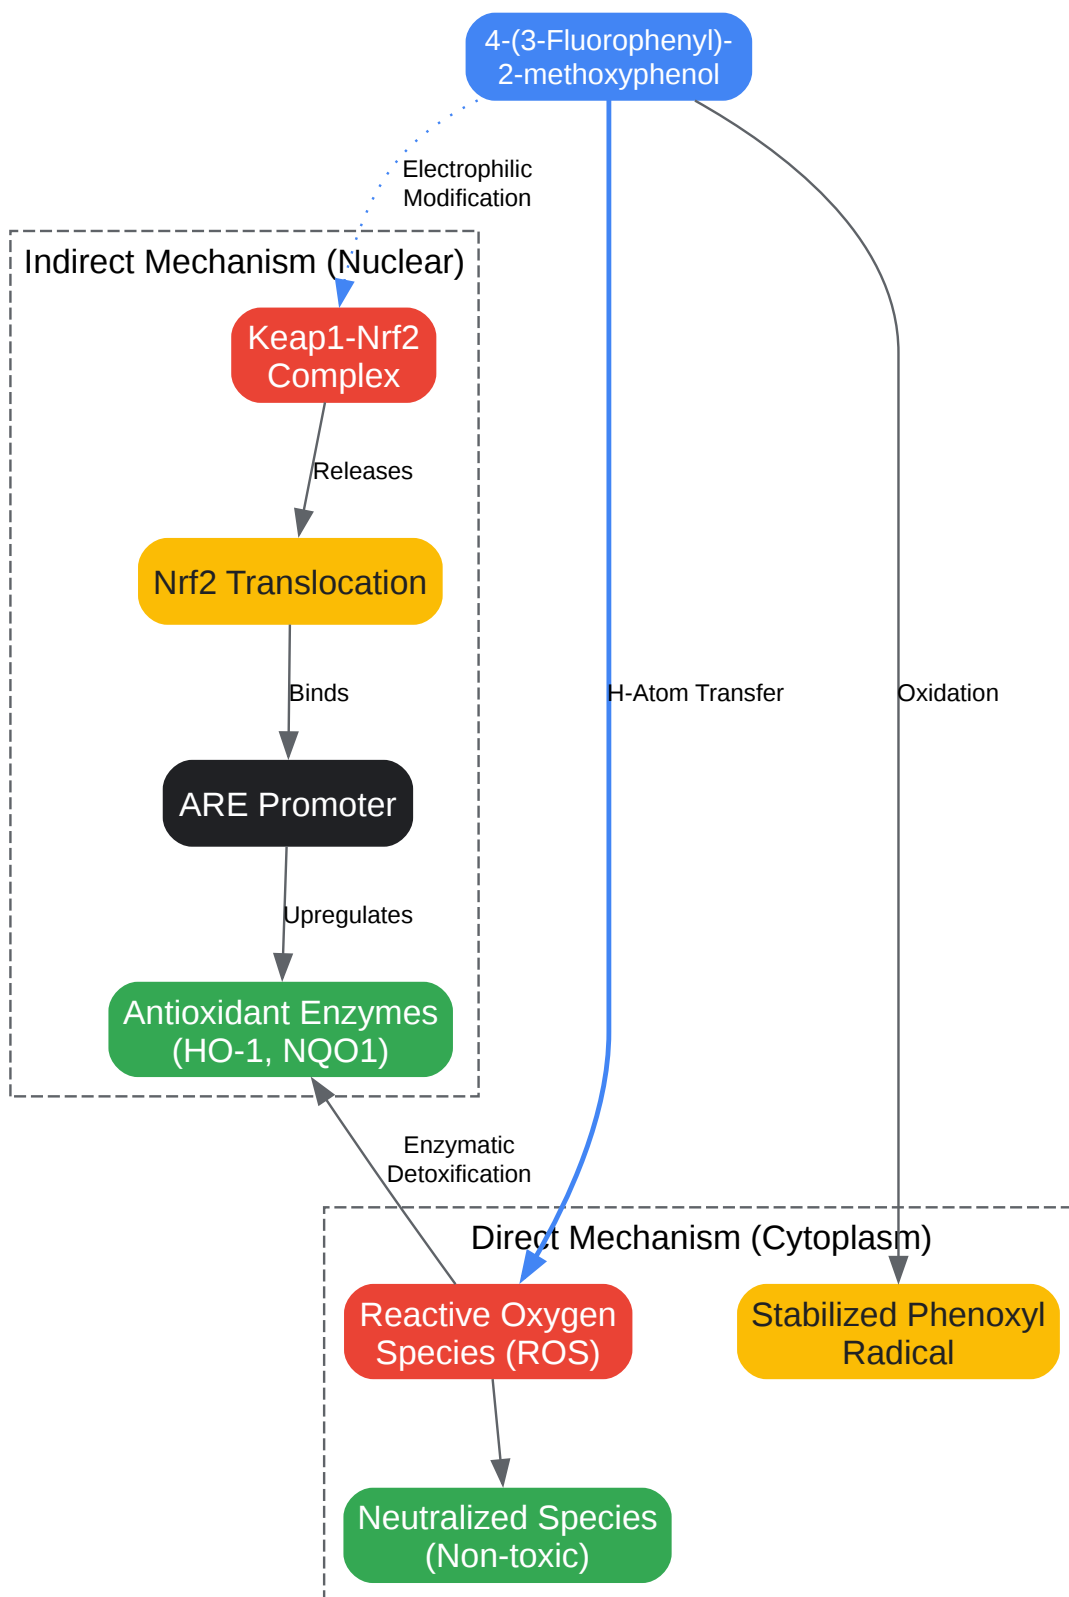 4-(3-Fluorophenyl)-
2-methoxyphenol
Electrophilic
Modification
Indirect Mechanism (Nuclear)
Keap1-Nrf2
Complex
Releases
Nrf2 Translocation
Binds
H-Atom Transfer
Oxidation
ARE Promoter
Upregulates
Antioxidant Enzymes
(HO-1, NQO1)
Enzymatic
Detoxification
Direct Mechanism (Cytoplasm)
Reactive Oxygen
Species (ROS)
Stabilized Phenoxyl
Radical
Neutralized Species
(Non-toxic)